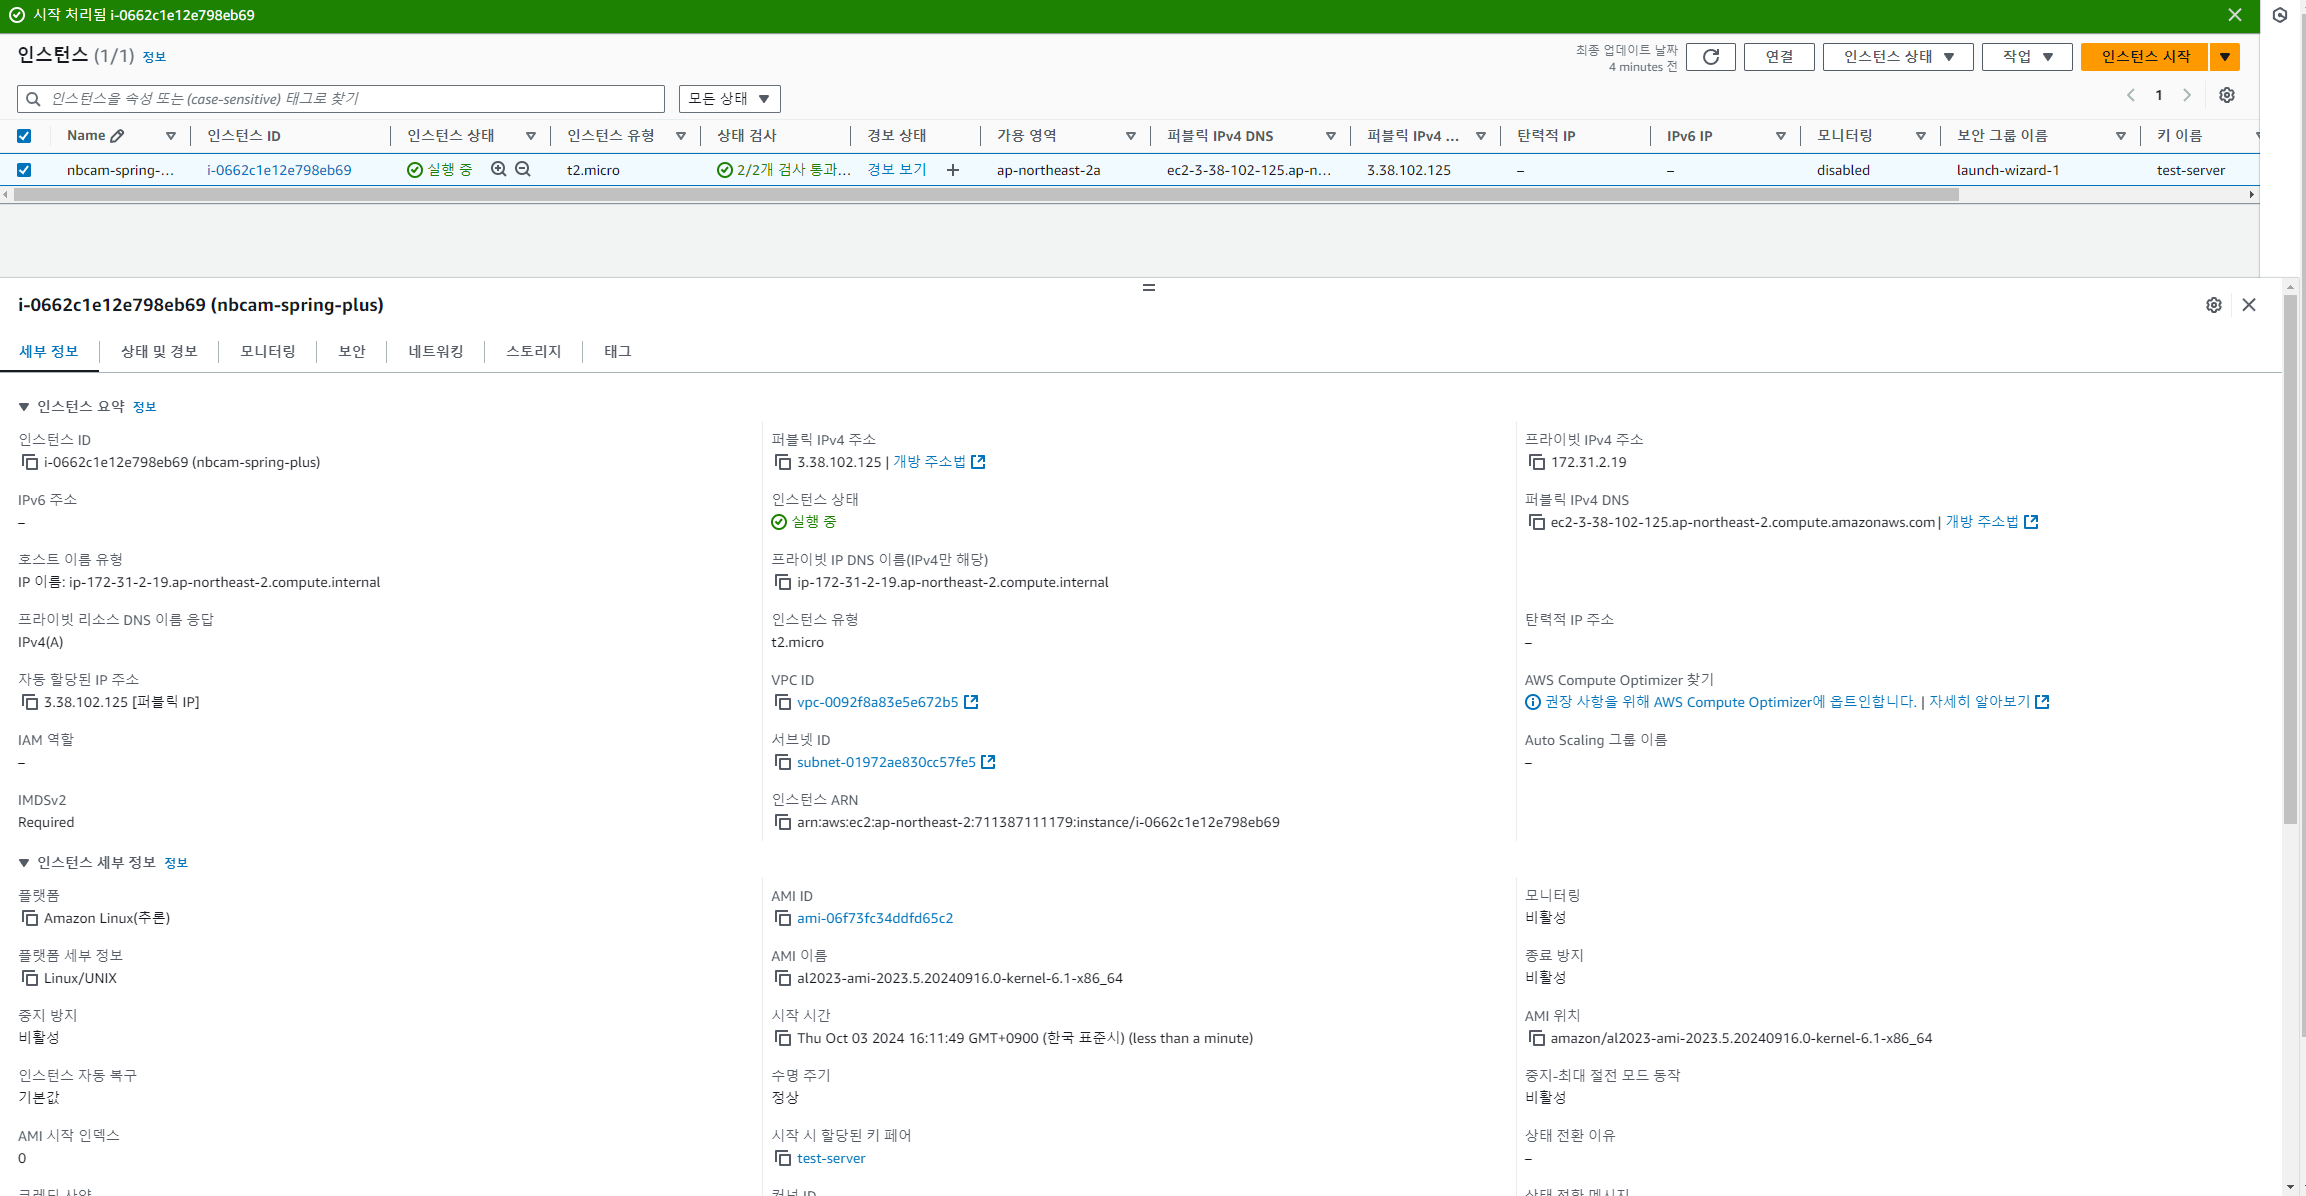 시작 처리됨 i-0662c1e12e798eb69
인스턴스 (1/1) 정보
최종 업데이트 날짜
4 minutes 전
연결
인스턴스 상태
작업
인스턴스 시작
인스턴스을 속성 또는 (case-sensitive) 태그로 찾기
모든 상태
1
Name 인스턴스 ID 인스턴스 상태 인스턴스 유형 상태 검사 경보 상태 가용 영역 퍼블릭 IPv4 DNS 퍼블릭 IPv4 ... 탄력적 IP IPv6 IP 모니터링 보안 그룹 이름 키 이름
nbcam-spring-... i-0662c1e12e798eb69 실행 중 t2.micro 2/2개 검사 통과... 경보 보기 + ap-northeast-2a ec2-3-38-102-125.ap-n... 3.38.102.125 – – disabled launch-wizard-1 test-server
i-0662c1e12e798eb69 (nbcam-spring-plus)
세부 정보 상태 및 경보 모니터링 보안 네트워킹 스토리지 태그
인스턴스 요약 정보
인스턴스 ID
i-0662c1e12e798eb69 (nbcam-spring-plus)
퍼블릭 IPv4 주소
3.38.102.125 | 개방 주소법
프라이빗 IPv4 주소
172.31.2.19
IPv6 주소
–
인스턴스 상태
실행 중
퍼블릭 IPv4 DNS
ec2-3-38-102-125.ap-northeast-2.compute.amazonaws.com | 개방 주소법
호스트 이름 유형
IP 이름: ip-172-31-2-19.ap-northeast-2.compute.internal
프라이빗 IP DNS 이름(IPv4만 해당)
ip-172-31-2-19.ap-northeast-2.compute.internal
프라이빗 리소스 DNS 이름 응답
IPv4(A)
인스턴스 유형
t2.micro
탄력적 IP 주소
–
자동 할당된 IP 주소
3.38.102.125 [퍼블릭 IP]
VPC ID
vpc-0092f8a83e5e672b5
AWS Compute Optimizer 찾기
권장 사항을 위해 AWS Compute Optimizer에 옵트인합니다. | 자세히 알아보기
IAM 역할
–
서브넷 ID
subnet-01972ae830cc57fe5
Auto Scaling 그룹 이름
–
IMDSv2
Required
인스턴스 ARN
arn:aws:ec2:ap-northeast-2:711387111179:instance/i-0662c1e12e798eb69
인스턴스 세부 정보 정보
플랫폼
Amazon Linux(추론)
AMI ID
ami-06f73fc34ddfd65c2
모니터링
비활성
플랫폼 세부 정보
Linux/UNIX
AMI 이름
al2023-ami-2023.5.20240916.0-kernel-6.1-x86_64
종료 방지
비활성
중지 방지
비활성
시작 시간
Thu Oct 03 2024 16:11:49 GMT+0900 (한국 표준시) (less than a minute)
AMI 위치
amazon/al2023-ami-2023.5.20240916.0-kernel-6.1-x86_64
인스턴스 자동 복구
기본값
수명 주기
정상
중지-최대 절전 모드 동작
비활성
AMI 시작 인덱스
0
시작 시 할당된 키 페어
test-server
상태 전환 이유
–
크레딧 사양
커널 ID
상태 전환 메시지